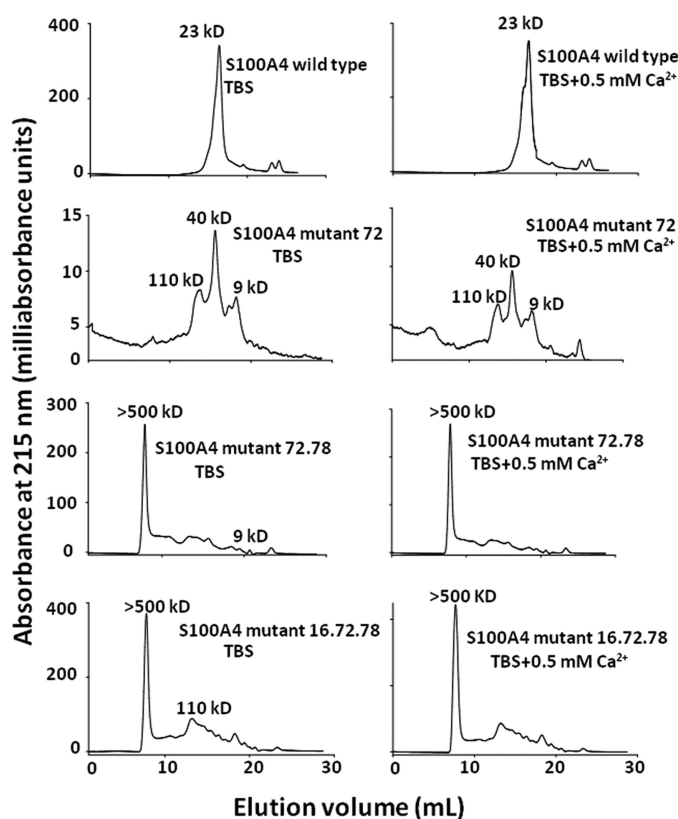 Absorbance at 215 nm (milliabsorbance units)
400
200
0
23 kD
S100A4 wild type
TBS
23 kD
S100A4 wild type
TBS+0.5 mM Ca²⁺
15
10
5
0
110 kD
40 kD
9 kD
S100A4 mutant 72
TBS
110 kD
40 kD
9 kD
S100A4 mutant 72
TBS+0.5 mM Ca²⁺
300
200
100
0
>500 kD
S100A4 mutant 72.78
TBS
9 kD
>500 kD
S100A4 mutant 72.78
TBS+0.5 mM Ca²⁺
400
200
0
>500 kD
S100A4 mutant 16.72.78
TBS
110 kD
>500 KD
S100A4 mutant 16.72.78
TBS+0.5 mM Ca²⁺
0 10 20 30
0 10 20 30
Elution volume (mL)